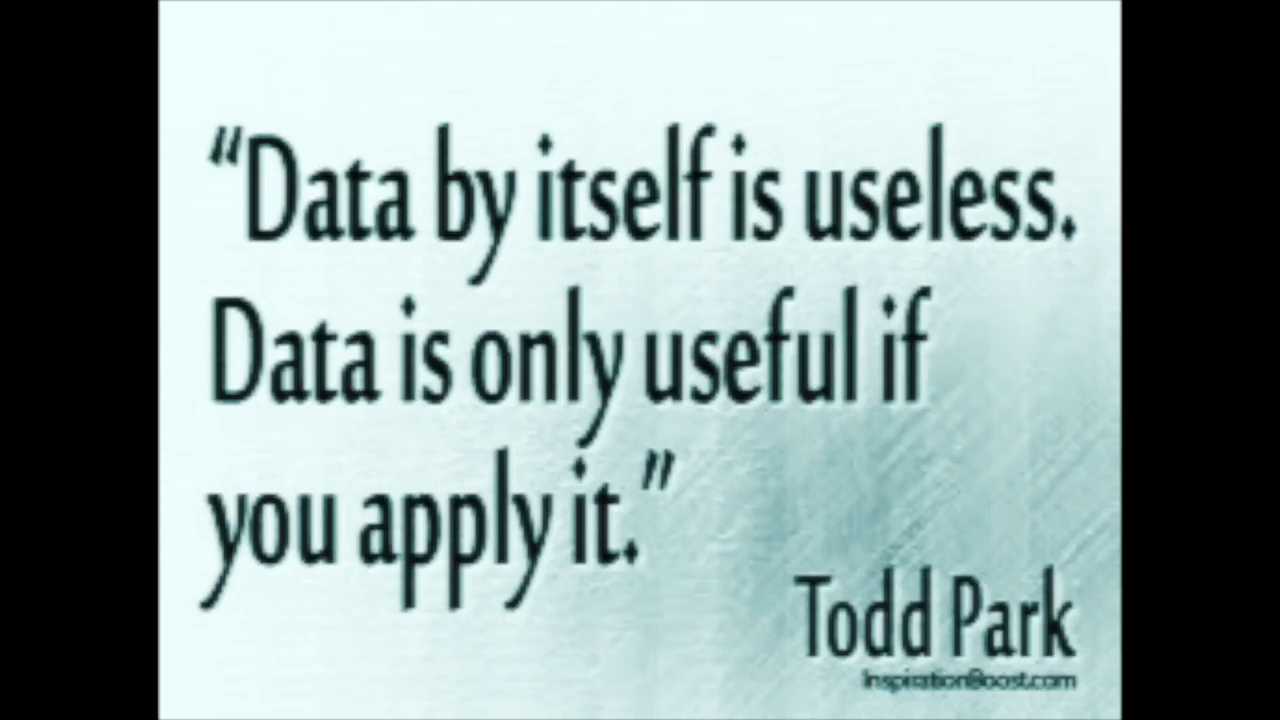 “Data by itself is useless.
Data is only useful if
you apply it.”
Todd Park
InspirationBoost.com